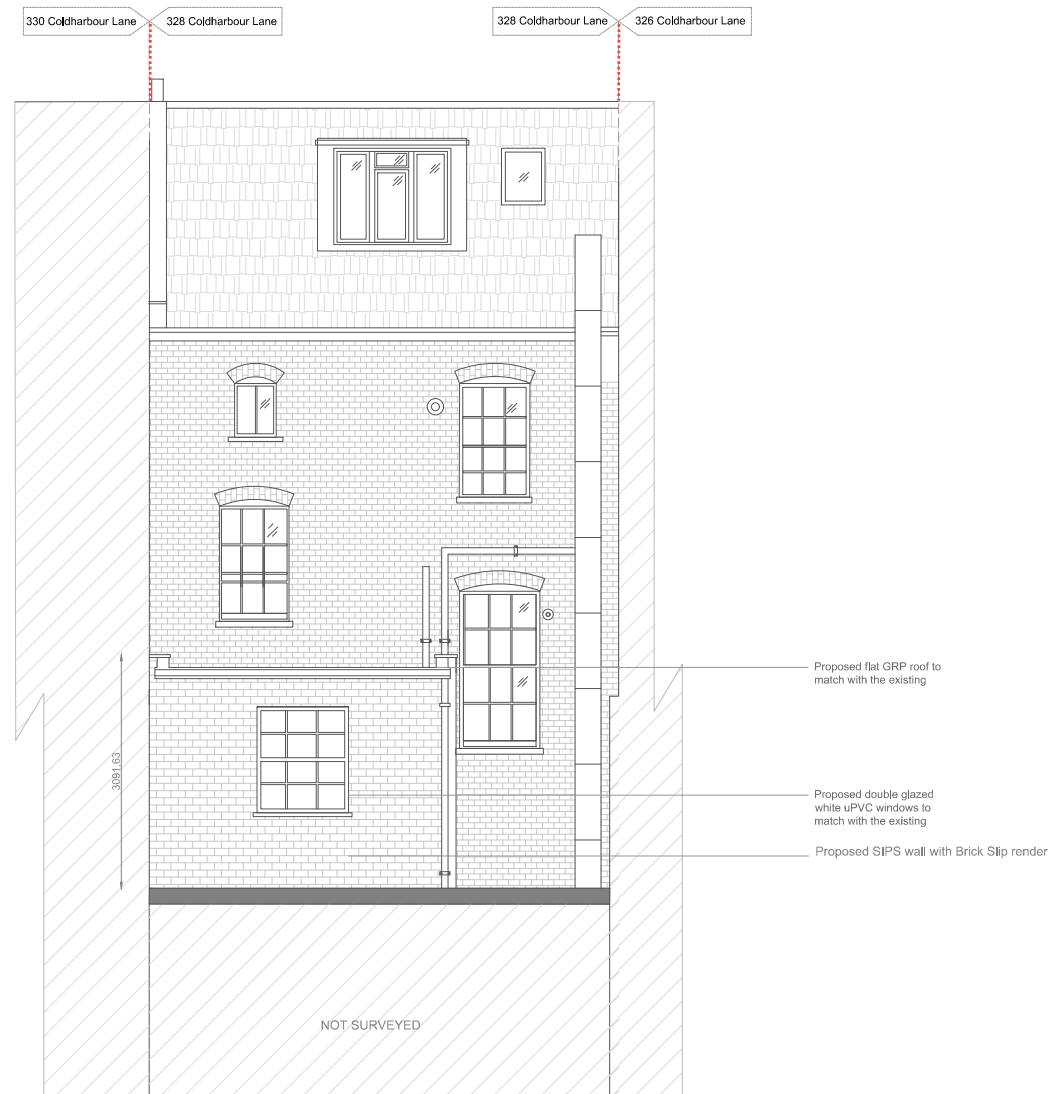 330 Coldharbour Lane
328 Coldharbour Lane
328 Coldharbour Lane
326 Coldharbour Lane
Proposed flat GRP roof to
match with the existing
3091.63
Proposed double glazed
white uPVC windows to
match with the existing
Proposed SIPS wall with Brick Slip render
NOT SURVEYED